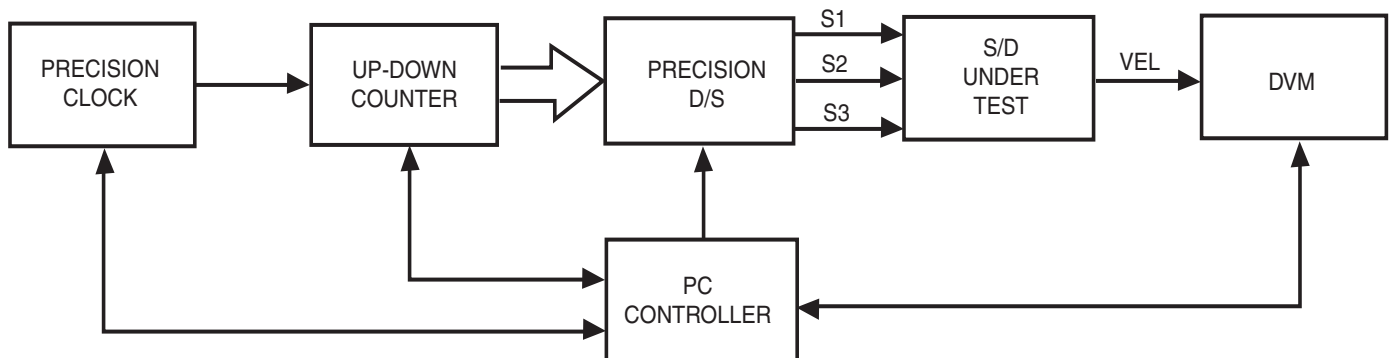 PRECISION
CLOCK
UP-DOWN
COUNTER
PRECISION
D/S
S1
S2
S3
S/D
UNDER
TEST
VEL
DVM
PC
CONTROLLER